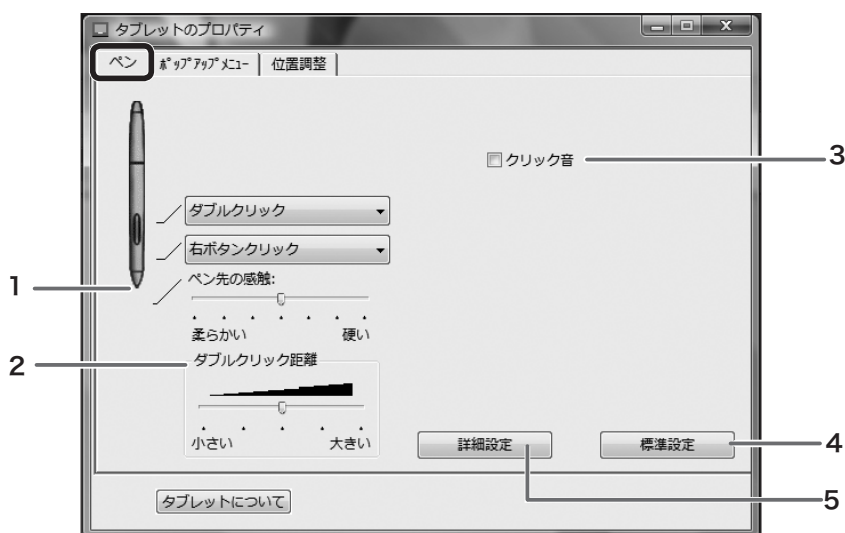 タブレットのプロパティ
ペン ﾎﾟｯﾌﾟｱｯﾌﾟﾒﾆｭｰ 位置調整
クリック音 3
ダブルクリック
右ボタンクリック
1 ペン先の感触:
柔らかい 硬い
2 ダブルクリック距離
小さい 大きい
詳細設定 標準設定 4
5
タブレットについて